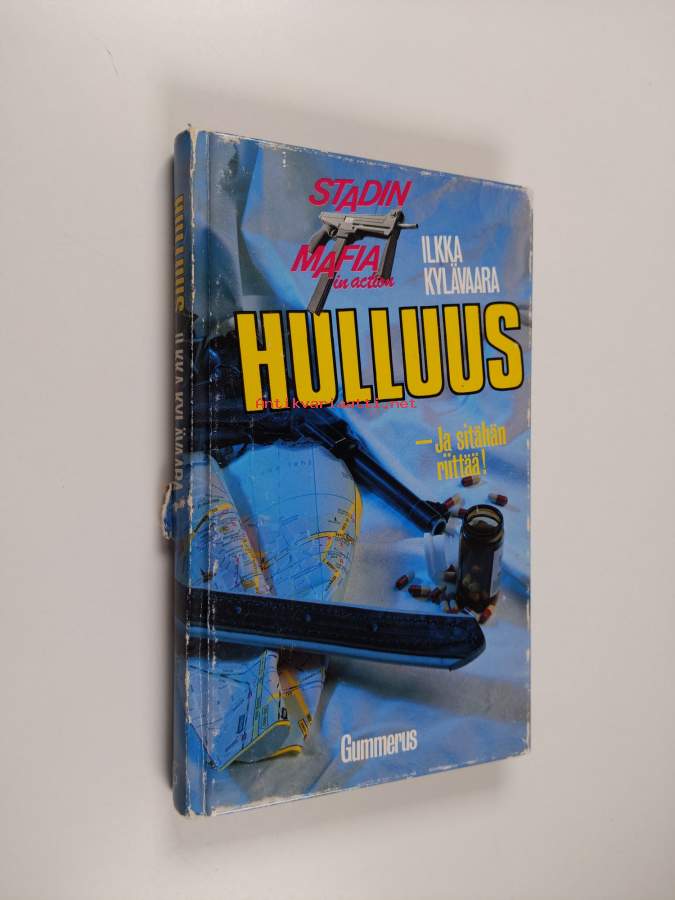 STADIN
MAFIA
in action
ILKKA
KYLÄVAARA
HULLUUS
– Ja sitähän
riittää!
Gummerus
HULLUUS ILKKA KYLÄVAARA
Antikvariaatti.net